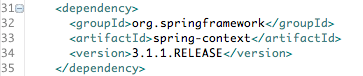 31 <dependency>
32 <groupId>org.springframework</groupId>
33 <artifactId>spring-context</artifactId>
34 <version>3.1.1.RELEASE</version>
35 </dependency>